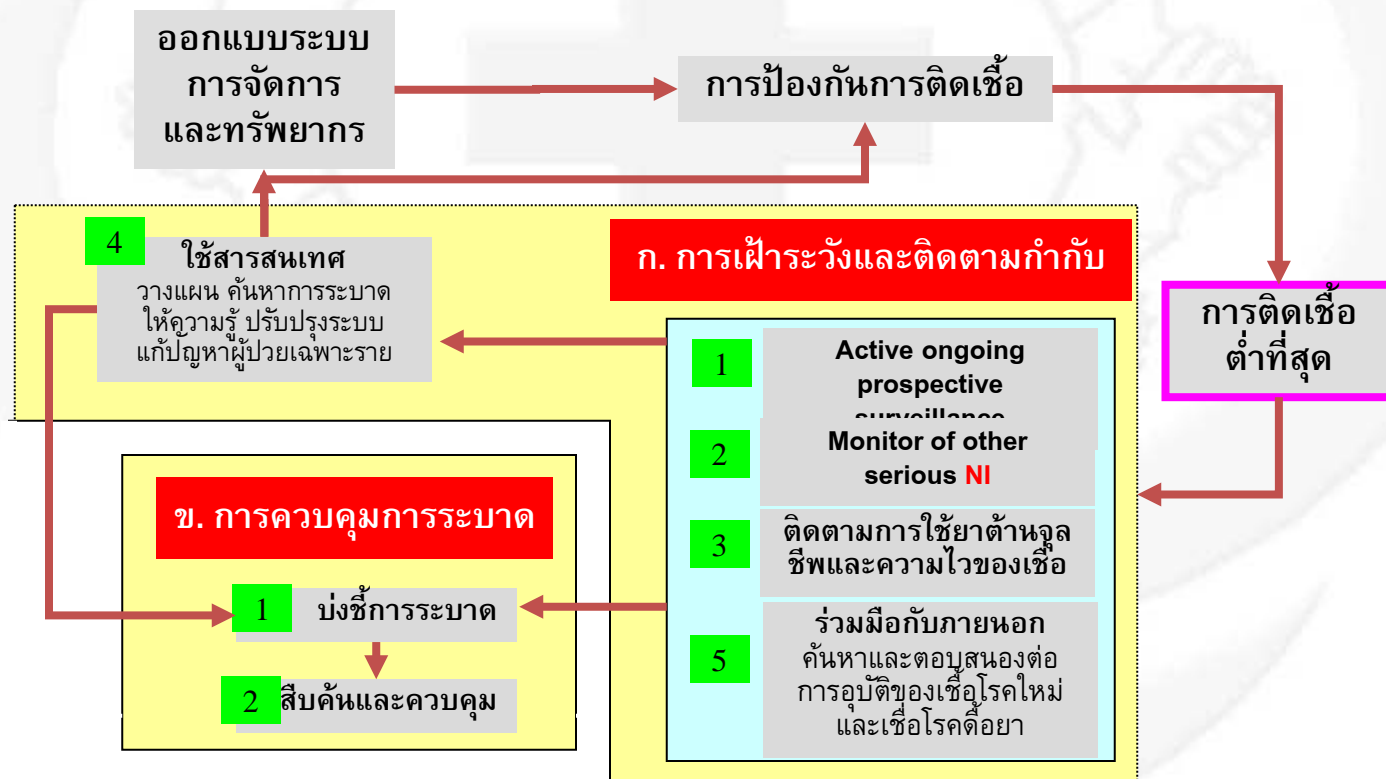 ออกแบบระบบ
การจัดการ
และทรัพยากร
การป้องกันการติดเชื้อ
4
ใช้สารสนเทศ
วางแผน ค้นหาการระบาด
ให้ความรู้ ปรับปรุงระบบ
แก้ปัญหาผู้ป่วยเฉพาะราย
ก. การเฝ้าระวังและติดตามกำกับ
การติดเชื้อ
ต่ำที่สุด
1
Active ongoing
prospective
surveillance
2
Monitor of other
serious NI
3
ติดตามการใช้ยาต้านจุล
ชีพและความไวของเชื้อ
5
ร่วมมือกับภายนอก
ค้นหาและตอบสนองต่อ
การอุบัติของเชื้อโรคใหม่
และเชื่อโรคดื้อยา
ข. การควบคุมการระบาด
1
บ่งชี้การระบาด
2
สืบค้นและควบคุม